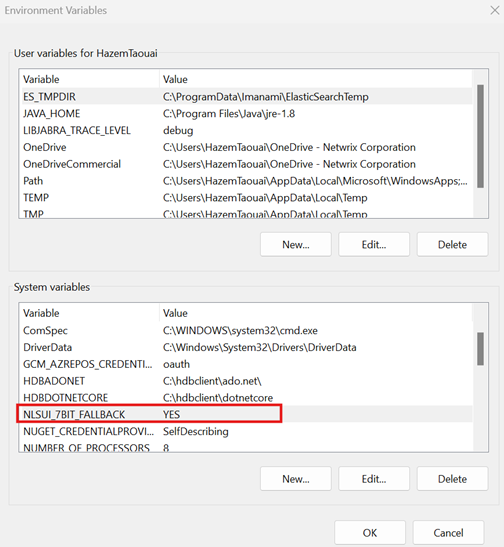 Environment Variables
User variables for HazemTaouai
Variable Value
ES_TMPDIR C:\ProgramData\Imanami\ElasticSearchTemp
JAVA_HOME C:\Program Files\Java\jre-1.8
LIBJABRA_TRACE_LEVEL debug
OneDrive C:\Users\HazemTaouai\OneDrive - Netwrix Corporation
OneDriveCommercial C:\Users\HazemTaouai\OneDrive - Netwrix Corporation
Path C:\Users\HazemTaouai\AppData\Local\Microsoft\WindowsApps;...
TEMP C:\Users\HazemTaouai\AppData\Local\Temp
TMP C:\Users\HazemTaouai\AppData\Local\Temp
New... Edit... Delete
System variables
Variable Value
ComSpec C:\WINDOWS\system32\cmd.exe
DriverData C:\Windows\System32\Drivers\DriverData
GCM_AZREPOS_CREDENTI... oauth
HDBADONET C:\hdbclient\ado.net\
HDBDOTNETCORE C:\hdbclient\dotnetcore
NLSUI_7BIT_FALLBACK YES
NUGET_CREDENTIALPROVI... SelfDescribing
NUMBER_OF_PROCESSORS 8
New... Edit... Delete
OK Cancel